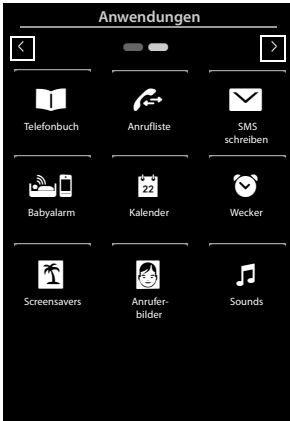 Anwendungen
Telefonbuch
Anrufliste
SMS
schreiben
Babyalarm
22
Kalender
Wecker
Screensavers
Anrufer-
bilder
Sounds